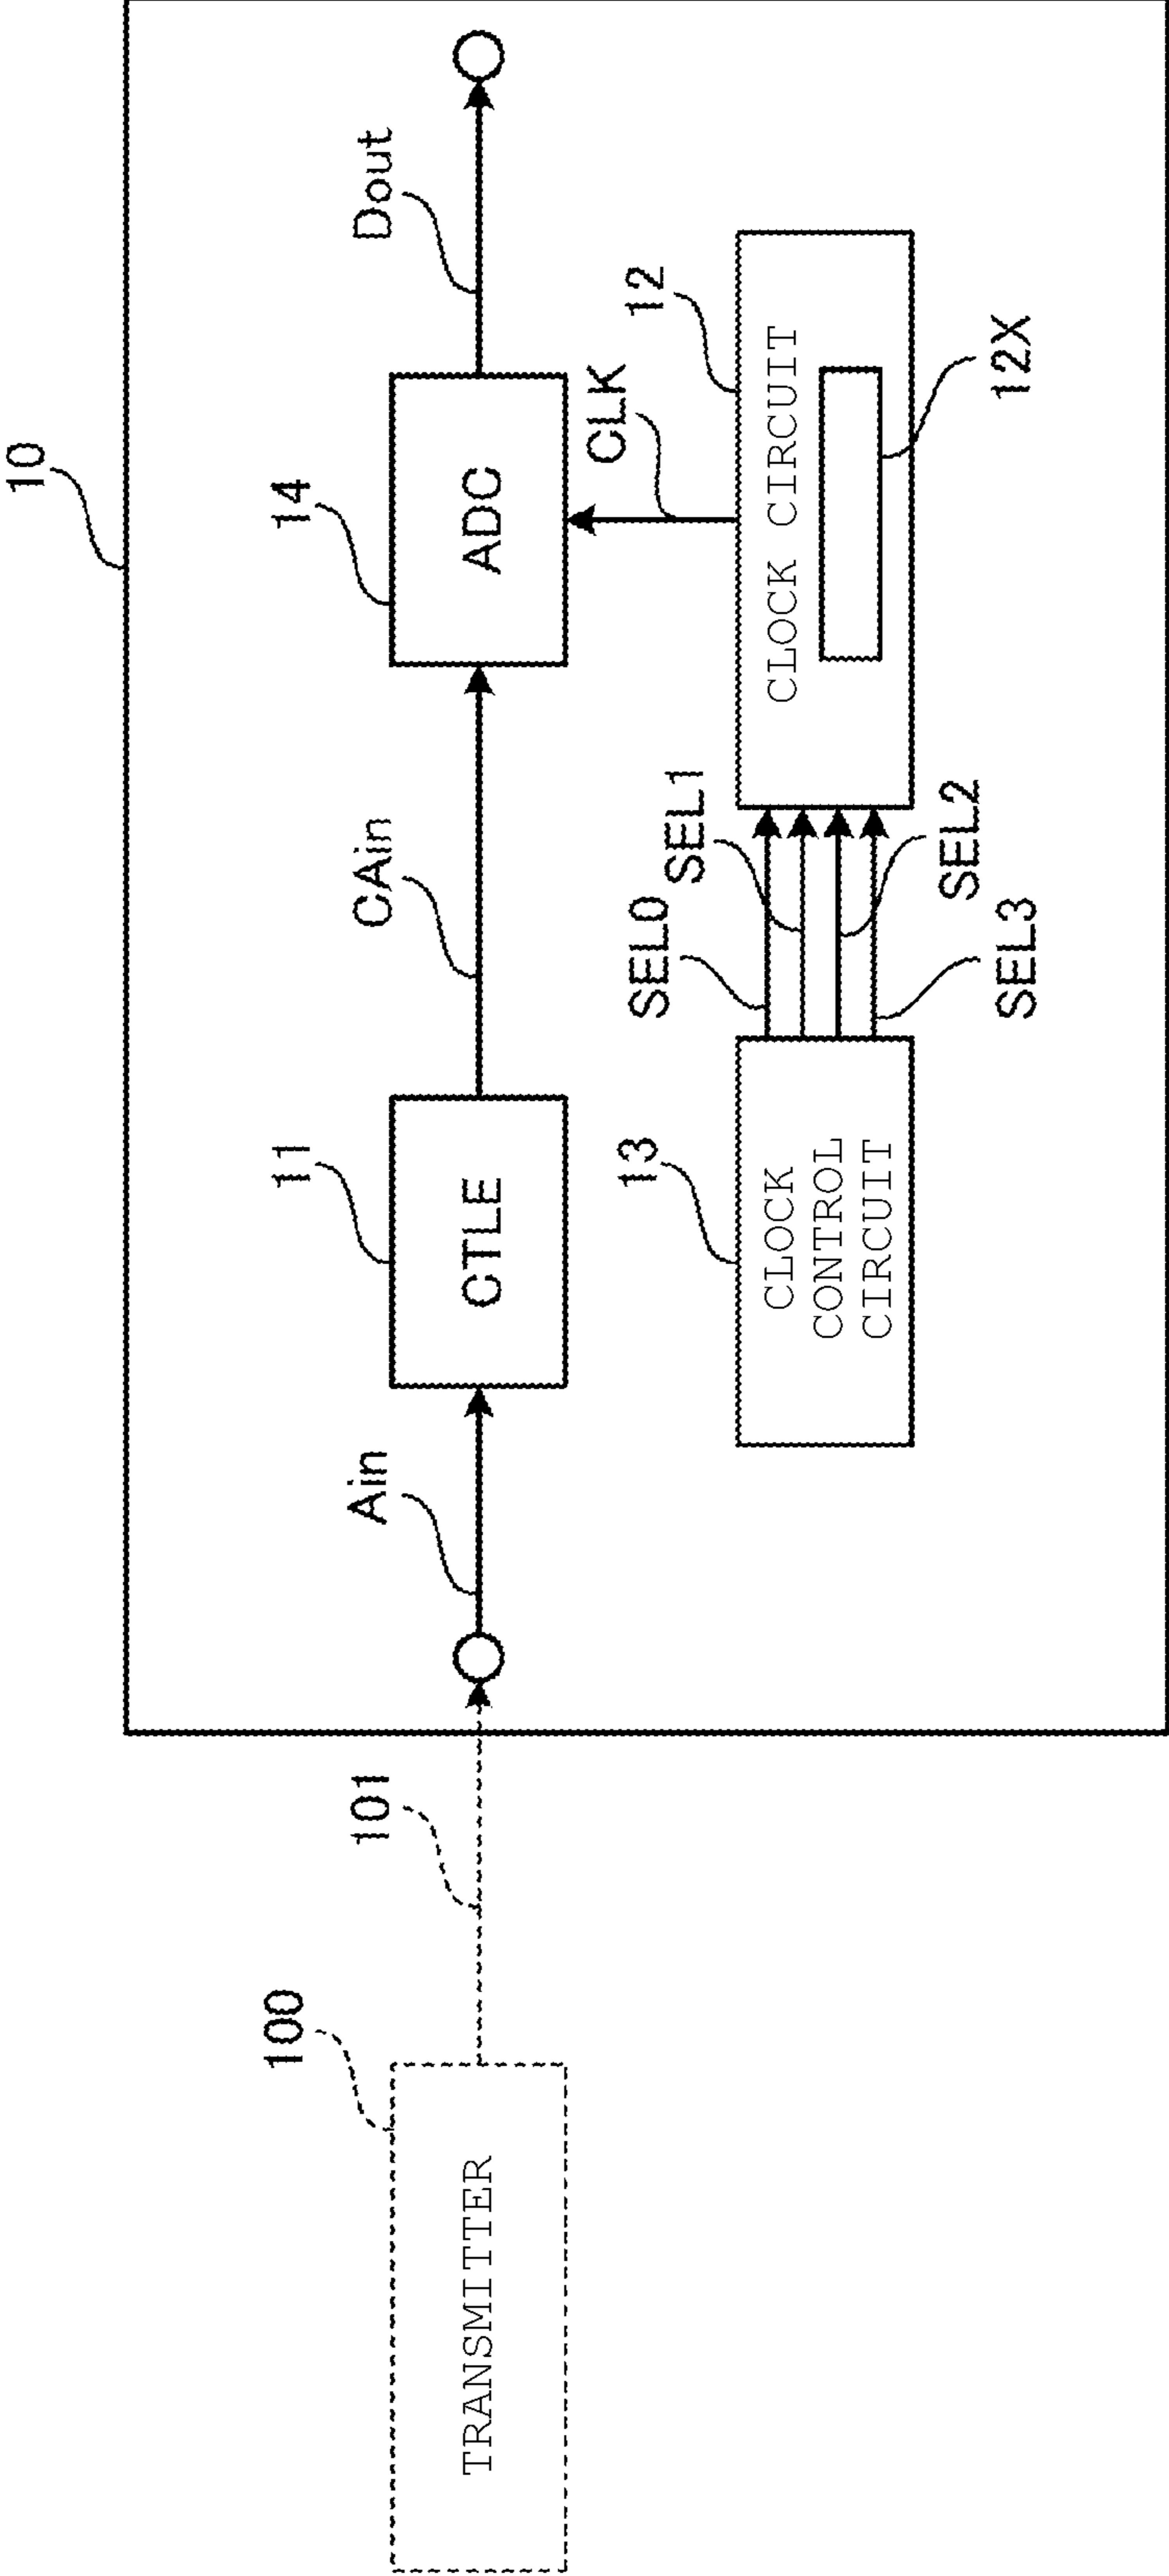 10
100
101
Ain
11
CAin
14
Dout
TRANSMITTER
CTLE
ADC
CLK
13
SEL0
SEL1
12
CLOCK
CONTROL
CIRCUIT
CLOCK CIRCUIT
SEL2
SEL3
12X